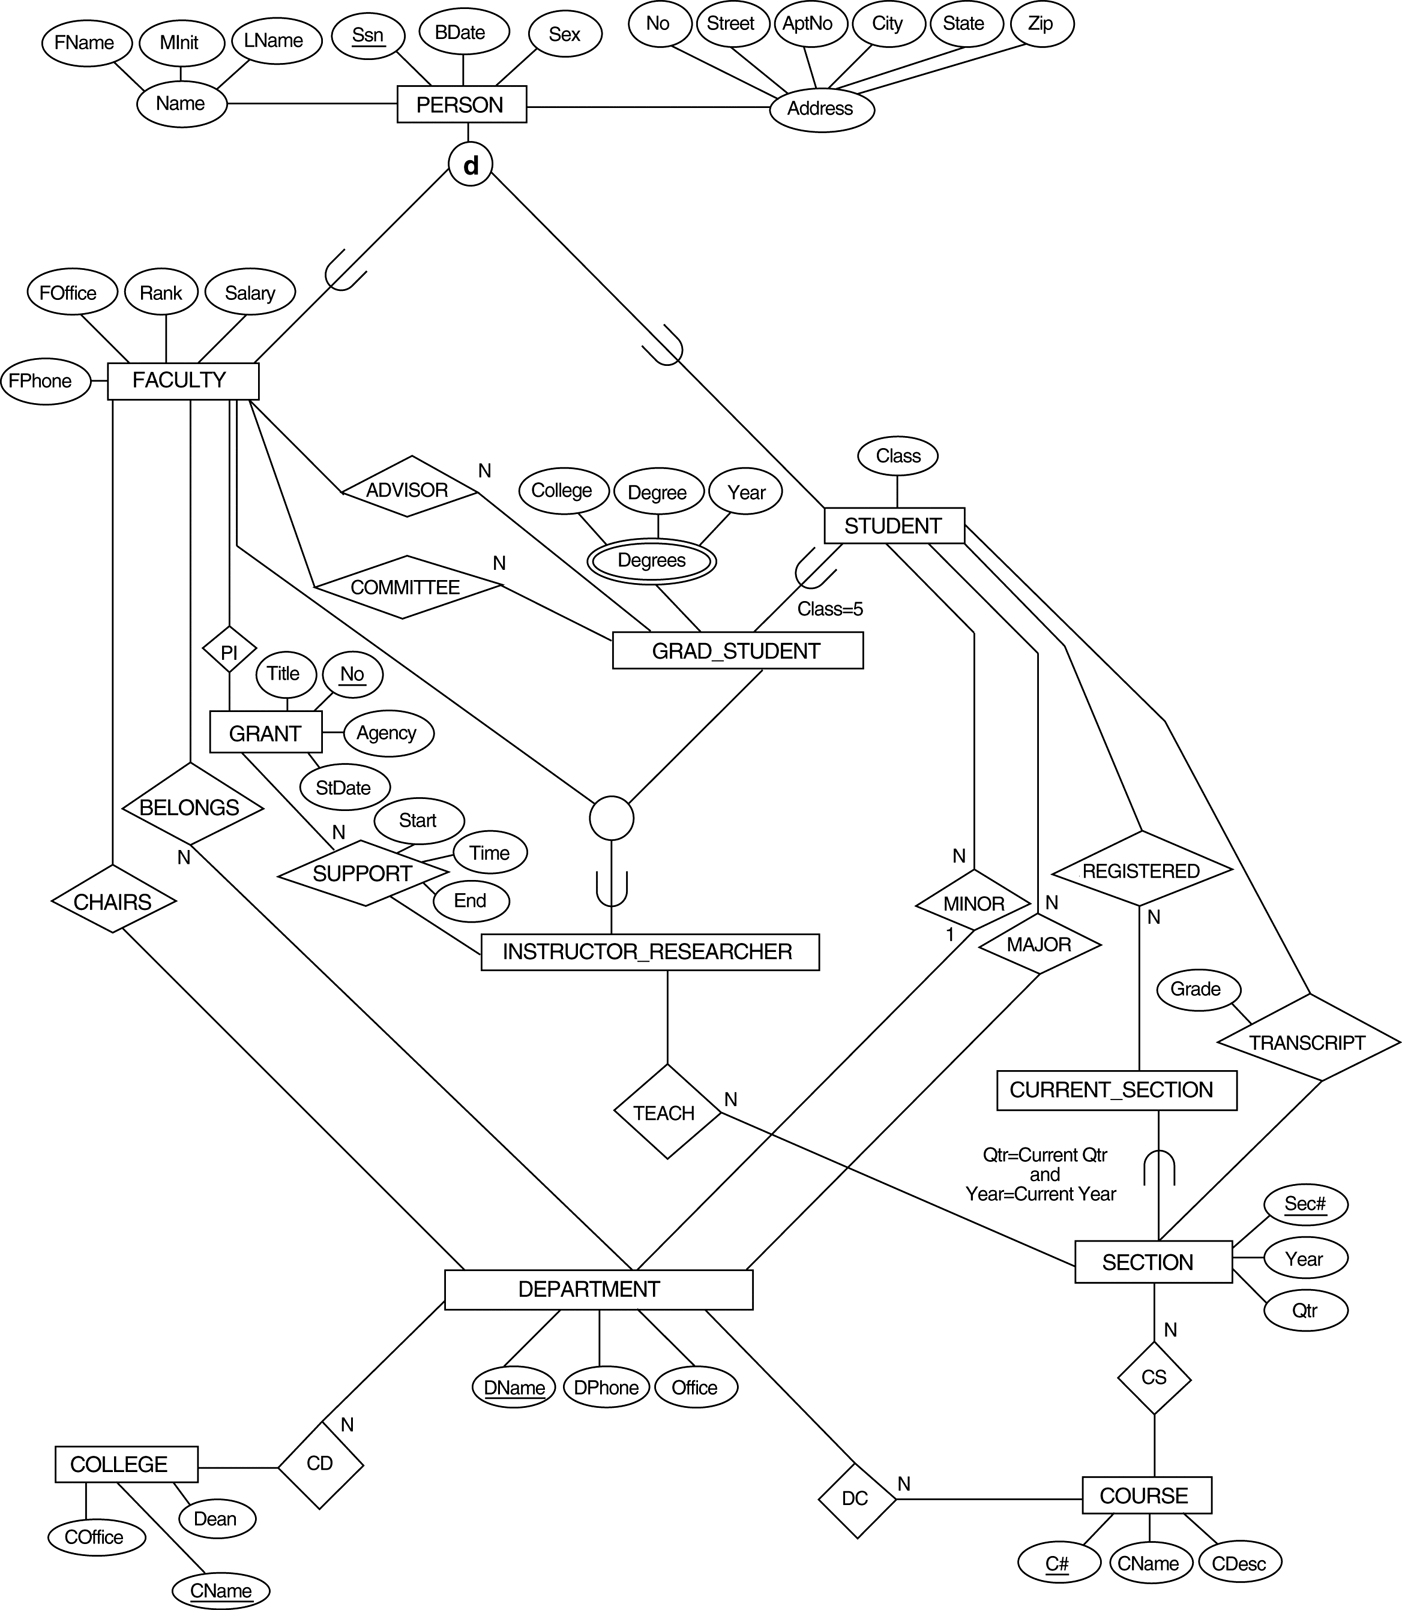 No
Street
AptNo
City
State
Zip
FName
MInit
LName
Ssn
BDate
Sex
Name
PERSON
Address
d
FOffice
Rank
Salary
FPhone
FACULTY
Class
ADVISOR
N
College
Degree
Year
STUDENT
Degrees
COMMITTEE
N
Class=5
PI
GRAD_STUDENT
Title
No
GRANT
Agency
StDate
BELONGS
N
N
Start
Time
SUPPORT
End
CHAIRS
N
MINOR
1
N
MAJOR
REGISTERED
N
INSTRUCTOR_RESEARCHER
Grade
TRANSCRIPT
CURRENT_SECTION
TEACH
N
Qtr=Current Qtr
and
Year=Current Year
Sec#
SECTION
Year
Qtr
DEPARTMENT
N
CS
DName
DPhone
Office
N
CD
COLLEGE
DC
N
COURSE
COffice
Dean
CName
C#
CName
CDesc